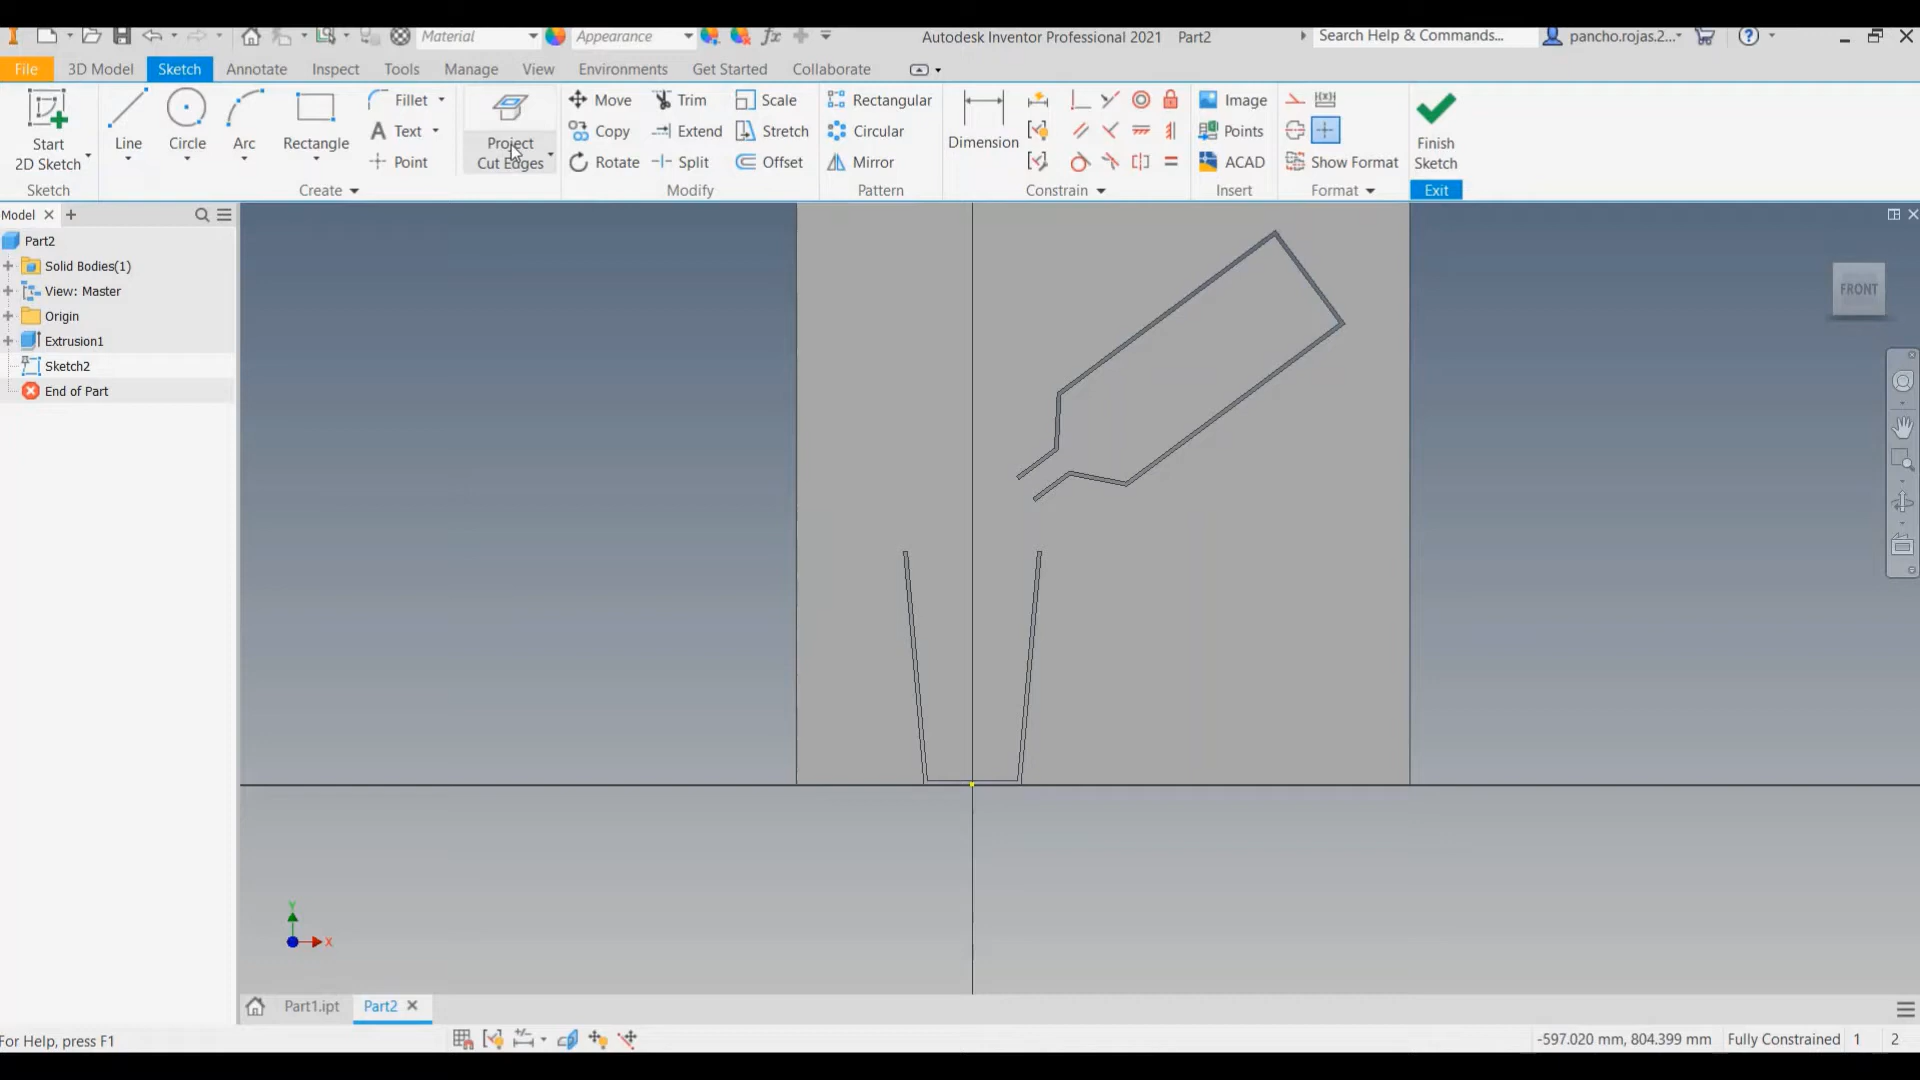 Material
Appearance
fx
Autodesk Inventor Professional 2021 Part2
Search Help & Commands...
pancho.rojas.2...
File
3D Model
Sketch
Annotate
Inspect
Tools
Manage
View
Environments
Get Started
Collaborate
Start
2D Sketch
Line
Circle
Arc
Rectangle
Fillet
A Text
Point
Project
Cut Edges
Move
Copy
Rotate
Trim
Extend
Split
Scale
Stretch
Offset
Rectangular
Circular
Mirror
Dimension
Image
Points
ACAD
Show Format
Finish
Sketch
Sketch
Create
Modify
Pattern
Constrain
Insert
Format
Exit
Model
Part2
Solid Bodies(1)
View: Master
Origin
Extrusion1
Sketch2
End of Part
FRONT
Y
X
Part1.ipt
Part2
For Help, press F1
-597.020 mm, 804.399 mm
Fully Constrained
1
2